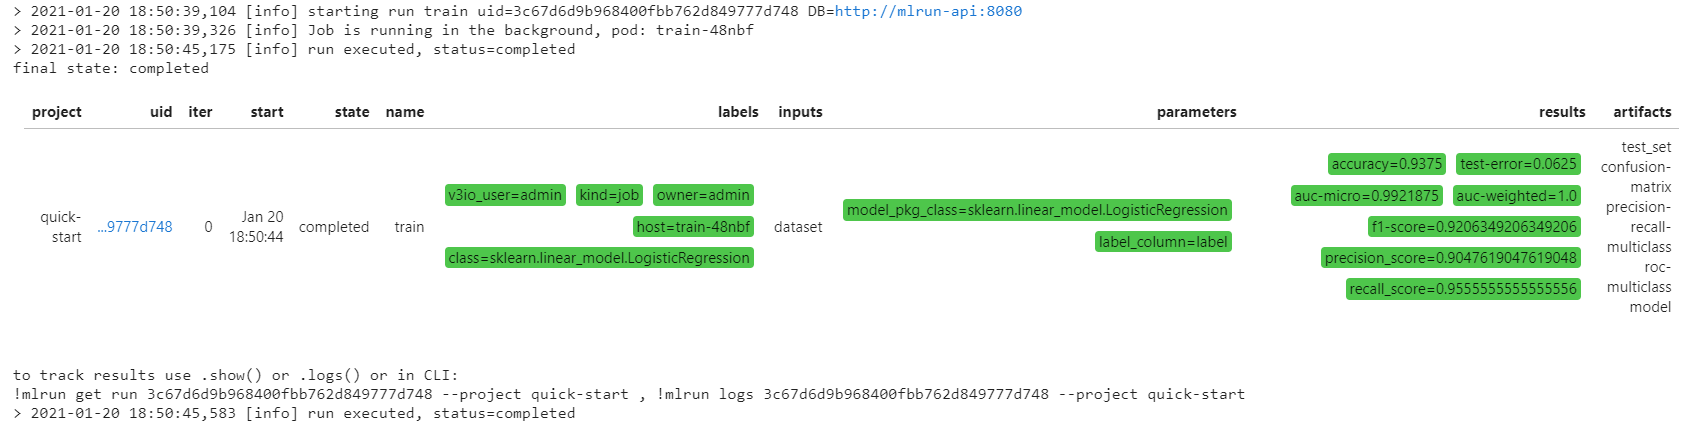 > 2021-01-20 18:50:39,104 [info] starting run train uid=3c67d6d9b968400fbb762d849777d748 DB=http://mlrun-api:8080
> 2021-01-20 18:50:39,326 [info] Job is running in the background, pod: train-48nbf
> 2021-01-20 18:50:45,175 [info] run executed, status=completed
final state: completed
project uid iter start state name labels inputs parameters results artifacts
quick-
start
...9777d748
0
Jan 20
18:50:44
completed
train
v3io_user=admin kind=job owner=admin
host=train-48nbf
class=sklearn.linear_model.LogisticRegression
dataset
model_pkg_class=sklearn.linear_model.LogisticRegression
label_column=label
accuracy=0.9375 test-error=0.0625
auc-micro=0.9921875 auc-weighted=1.0
f1-score=0.9206349206349206
precision_score=0.9047619047619048
recall_score=0.9555555555555556
test_set
confusion-
matrix
precision-
recall-
multiclass
roc-
multiclass
model
to track results use .show() or .logs() or in CLI:
!mlrun get run 3c67d6d9b968400fbb762d849777d748 --project quick-start , !mlrun logs 3c67d6d9b968400fbb762d849777d748 --project quick-start
> 2021-01-20 18:50:45,583 [info] run executed, status=completed